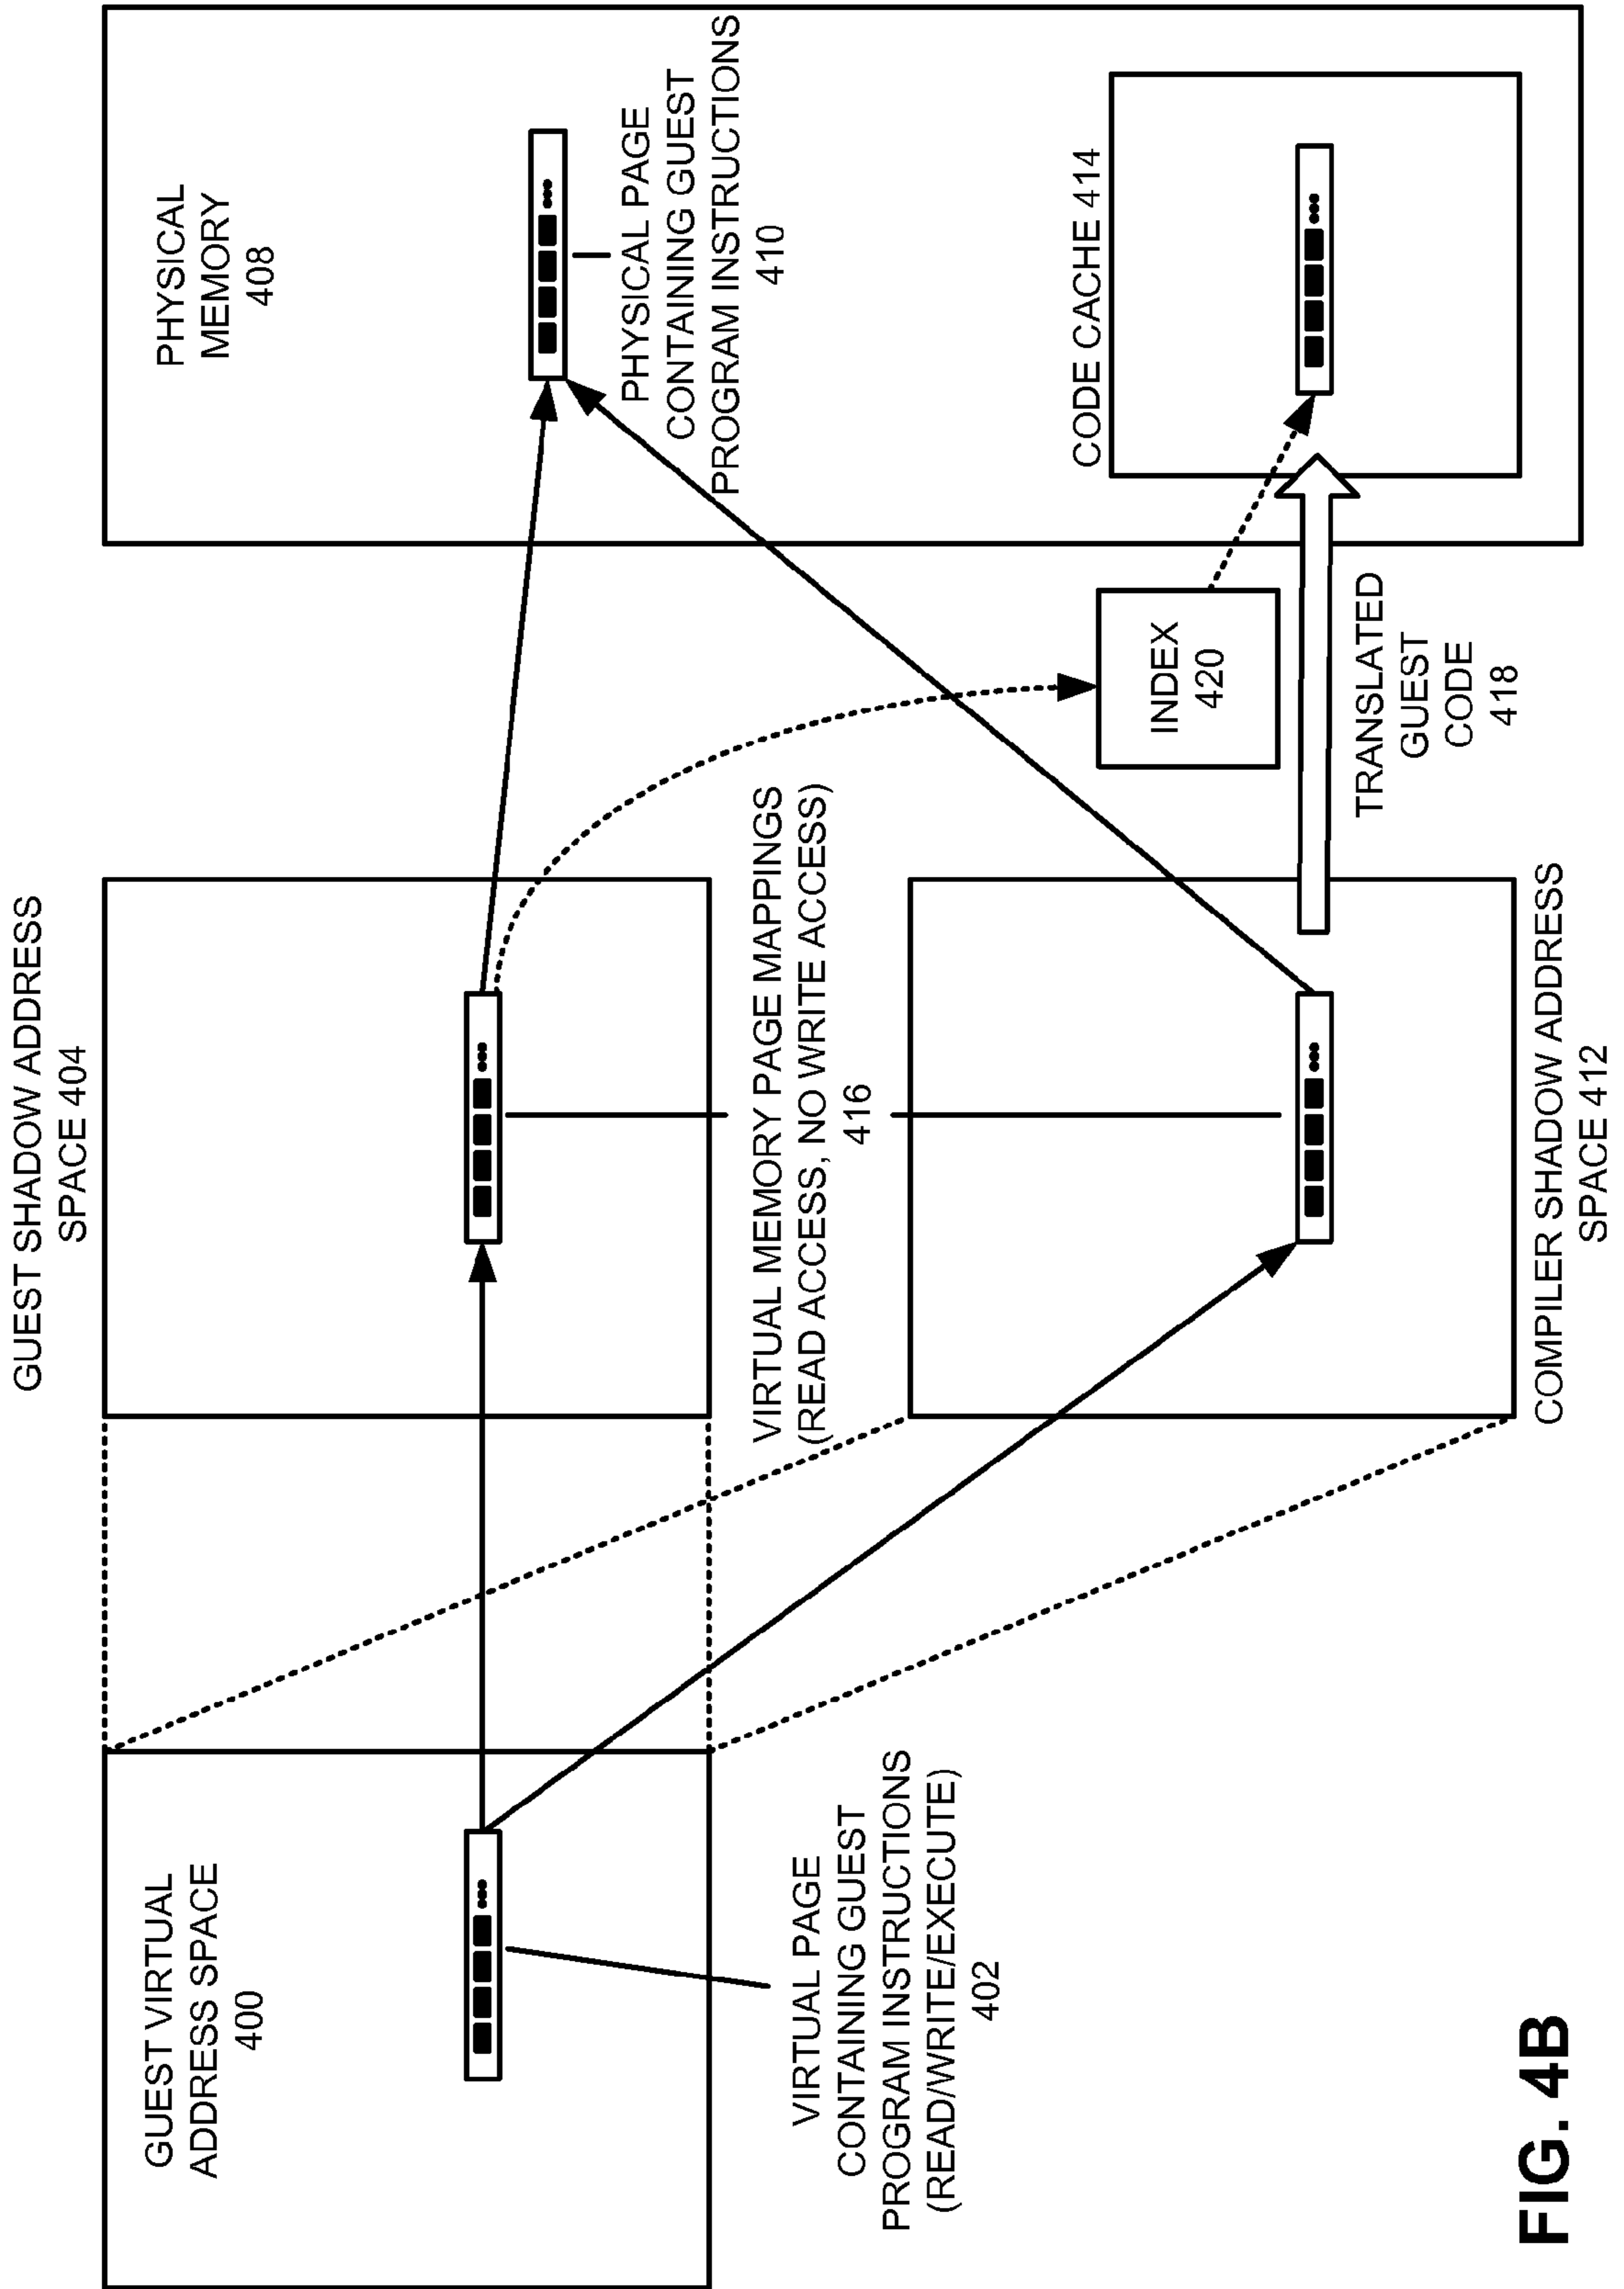 GUEST VIRTUAL
ADDRESS SPACE
400
VIRTUAL PAGE
CONTAINING GUEST
PROGRAM INSTRUCTIONS
(READ/WRITE/EXECUTE)
402
GUEST SHADOW ADDRESS
SPACE 404
VIRTUAL MEMORY PAGE MAPPINGS
(READ ACCESS, NO WRITE ACCESS)
416
COMPILER SHADOW ADDRESS
SPACE 412
PHYSICAL
MEMORY
408
PHYSICAL PAGE
CONTAINING GUEST
PROGRAM INSTRUCTIONS
410
INDEX
420
TRANSLATED
GUEST
CODE
418
CODE CACHE 414
FIG. 4B